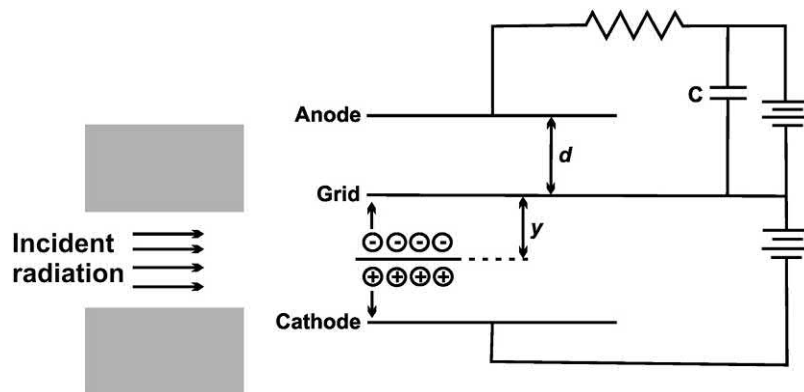 C
Anode
d
Grid
y
Incident
radiation
Cathode